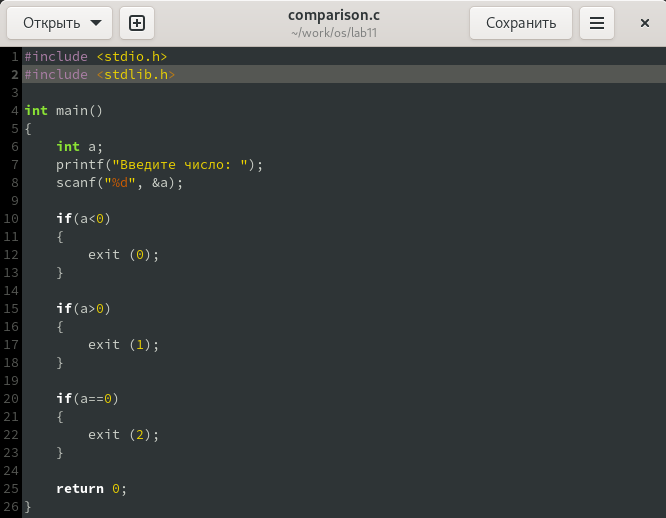 Открыть
comparison.c
~/work/os/lab11
Сохранить
1 #include <stdio.h>
2 #include <stdlib.h>
3
4 int main()
5 {
6     int a;
7     printf("Введите число: ");
8     scanf("%d", &a);
9
10     if(a<0)
11     {
12         exit (0);
13     }
14
15     if(a>0)
16     {
17         exit (1);
18     }
19
20     if(a==0)
21     {
22         exit (2);
23     }
24
25     return 0;
26 }